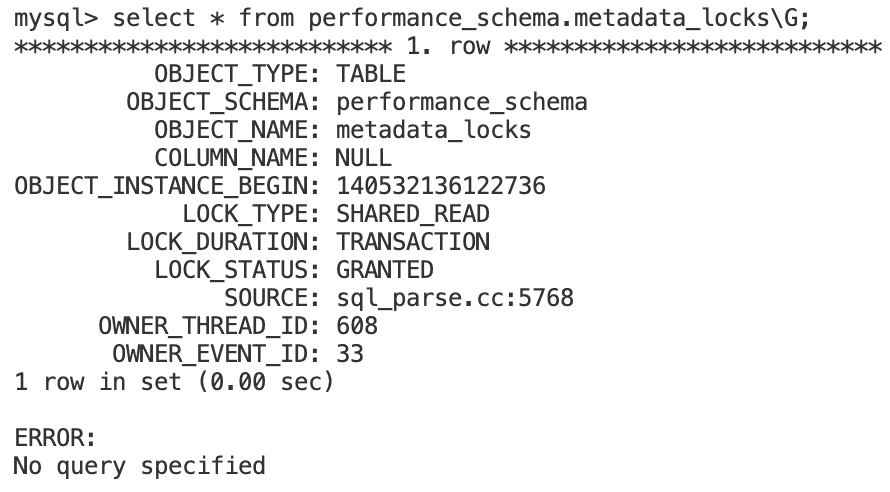 mysql> select * from performance_schema.metadata_locks\G;
*************************** 1. row ***************************
OBJECT_TYPE: TABLE
OBJECT_SCHEMA: performance_schema
OBJECT_NAME: metadata_locks
COLUMN_NAME: NULL
OBJECT_INSTANCE_BEGIN: 140532136122736
LOCK_TYPE: SHARED_READ
LOCK_DURATION: TRANSACTION
LOCK_STATUS: GRANTED
SOURCE: sql_parse.cc:5768
OWNER_THREAD_ID: 608
OWNER_EVENT_ID: 33
1 row in set (0.00 sec)
ERROR:
No query specified